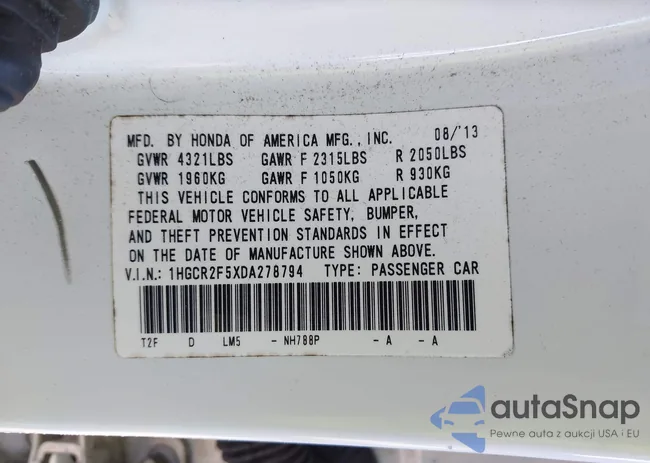 MFD. BY HONDA OF AMERICA MFG., INC. 08/'13
GVWR 4321LBS GAWR F 2315LBS R 2050LBS
GVWR 1960KG GAWR F 1050KG R 930KG
THIS VEHICLE CONFORMS TO ALL APPLICABLE
FEDERAL MOTOR VEHICLE SAFETY, BUMPER,
AND THEFT PREVENTION STANDARDS IN EFFECT
ON THE DATE OF MANUFACTURE SHOWN ABOVE.
V.I.N.: 1HGCR2F5XDA278794 TYPE: PASSENGER CAR
T2F D LM5 - NH788P - A - A
autoSnap
Pewne auta z aukcji USA i EU